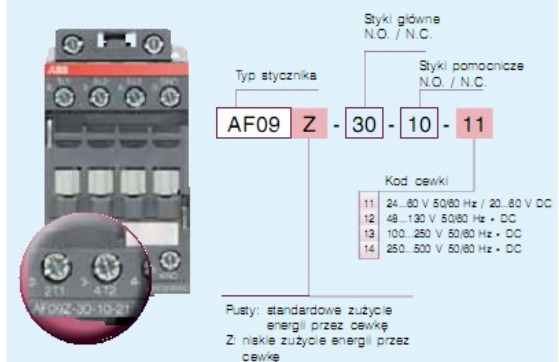 Styki główne
N.O. / N.C.
Styki pomocnicze
N.O. / N.C.
Typ stycznika
AF09 Z - 30 - 10 - 11
Kod cewki
11 24...60 V 50/60 Hz / 20...60 V DC
12 48...130 V 50/60 Hz • DC
13 100...250 V 50/60 Hz • DC
14 250...500 V 50/60 Hz • DC
Pusty: standardowe zużycie
energii przez cewkę
Z: niskie zużycie energii przez
cewkę
ABB
2T1 4T2
AF09Z-30-10-21